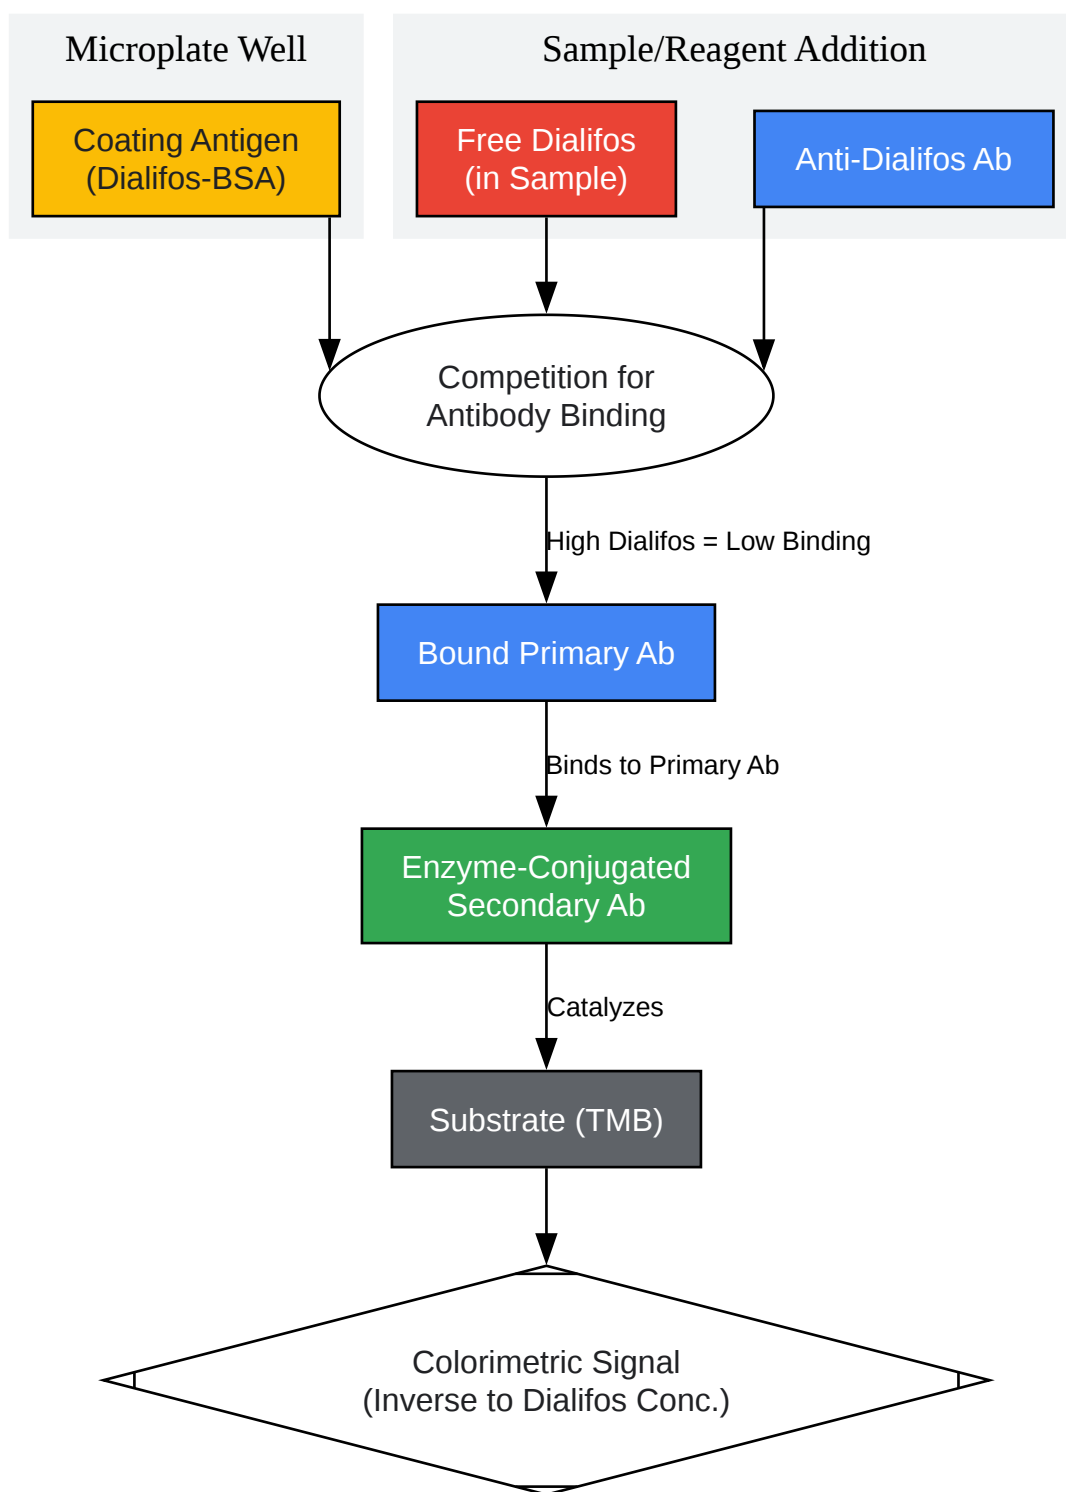 Microplate Well
Sample/Reagent Addition
Coating Antigen
(Dialifos-BSA)
Free Dialifos
(in Sample)
Anti-Dialifos Ab
Competition for
Antibody Binding
High Dialifos = Low Binding
Bound Primary Ab
Binds to Primary Ab
Enzyme-Conjugated
Secondary Ab
Catalyzes
Substrate (TMB)
Colorimetric Signal
(Inverse to Dialifos Conc.)